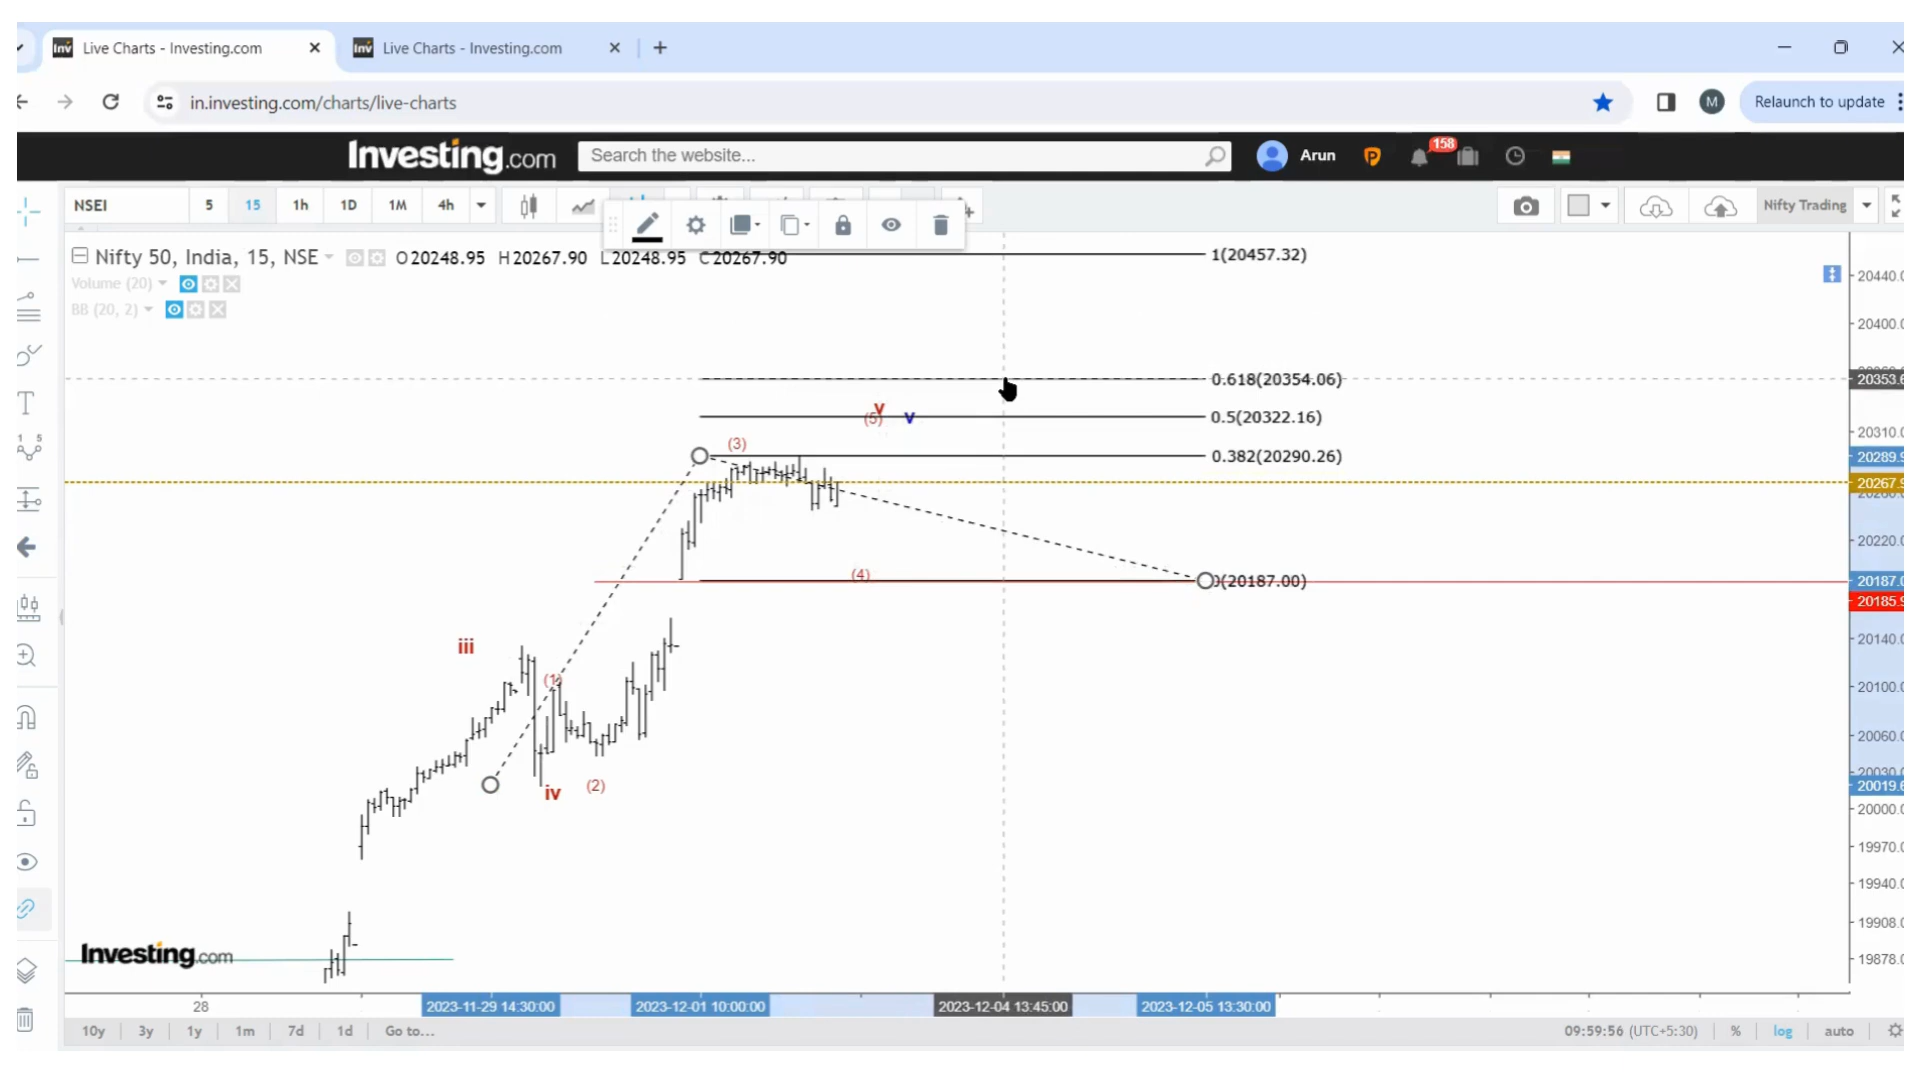 Live Charts - Investing.com
Live Charts - Investing.com
in.investing.com/charts/live-charts
M
Relaunch to update
Investing.com
Search the website...
Arun
158
NSEI 5 15 1h 1D 1M 4h
Nifty Trading
Nifty 50, India, 15, NSE O20248.95 H20267.90 L20248.95 C20267.90
Volume (20)
BB (20, 2)
1(20457.32)
0.618(20354.06)
0.5(20322.16)
0.382(20290.26)
0(20187.00)
v
(5)
v
(3)
(4)
iii
(1)
iv
(2)
20440.0
20400.0
20353.6
20310.0
20289.9
20267.9
20220.0
20187.0
20185.9
20140.0
20100.0
20060.0
20030.0
20019.6
20000.0
19970.0
19940.0
19908.0
19878.0
Investing.com
28
2023-11-29 14:30:00
2023-12-01 10:00:00
2023-12-04 13:45:00
2023-12-05 13:30:00
10y 3y 1y 1m 7d 1d Go to...
09:59:56 (UTC+5:30) % log auto